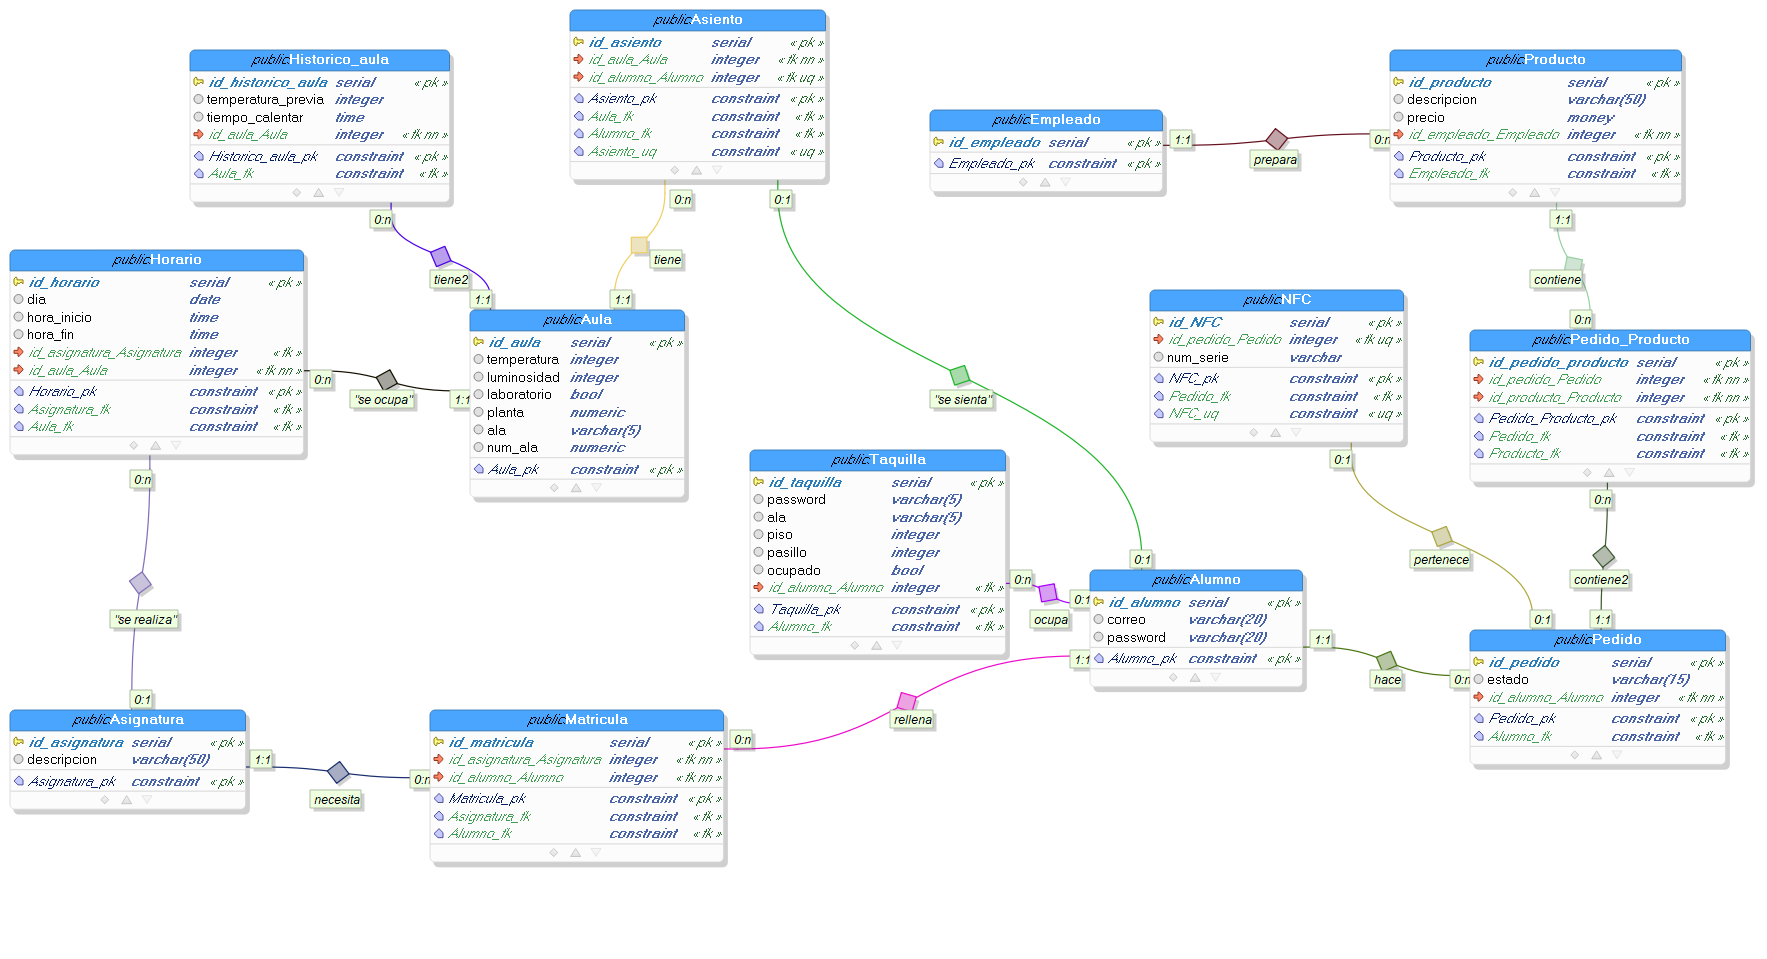 public.Historico_aula
id_historico_aula serial « pk »
temperatura_previa integer
tiempo_calentar time
id_aula_Aula integer « fk nn »
Historico_aula_pk constraint « pk »
Aula_fk constraint « fk »
public.Asiento
id_asiento serial « pk »
id_aula_Aula integer « fk nn »
id_alumno_Alumno integer « fk uq »
Asiento_pk constraint « pk »
Aula_fk constraint « fk »
Alumno_fk constraint « fk »
Asiento_uq constraint « uq »
public.Empleado
id_empleado serial « pk »
Empleado_pk constraint « pk »
1:1
prepara
0:n
public.Producto
id_producto serial « pk »
descripcion varchar(50)
precio money
id_empleado_Empleado integer « fk nn »
Producto_pk constraint « pk »
Empleado_fk constraint « fk »
0:n
tiene2
1:1
0:n
tiene
1:1
0:1
"se sienta"
0:1
1:1
contiene
0:n
public.Horario
id_horario serial « pk »
dia date
hora_inicio time
hora_fin time
id_asignatura_Asignatura integer « fk »
id_aula_Aula integer « fk nn »
Horario_pk constraint « pk »
Asignatura_fk constraint « fk »
Aula_fk constraint « fk »
0:n
"se ocupa"
1:1
public.Aula
id_aula serial « pk »
temperatura integer
luminosidad integer
laboratorio bool
planta numeric
ala varchar(5)
num_ala numeric
Aula_pk constraint « pk »
public.NFC
id_NFC serial « pk »
id_pedido_Pedido integer « fk uq »
num_serie varchar
NFC_pk constraint « pk »
Pedido_fk constraint « fk »
NFC_uq constraint « uq »
public.Pedido_Producto
id_pedido_producto serial « pk »
id_pedido_Pedido integer « fk nn »
id_producto_Producto integer « fk nn »
Pedido_Producto_pk constraint « pk »
Pedido_fk constraint « fk »
Producto_fk constraint « fk »
0:n
"se realiza"
0:1
public.Taquilla
id_taquilla serial « pk »
password varchar(5)
ala varchar(5)
piso integer
pasillo integer
ocupado bool
id_alumno_Alumno integer « fk »
Taquilla_pk constraint « pk »
Alumno_fk constraint « fk »
0:n
ocupa
0:1
0:1
pertenece
0:1
0:n
contiene2
1:1
public.Alumno
id_alumno serial « pk »
correo varchar(20)
password varchar(20)
Alumno_pk constraint « pk »
1:1
hace
0:n
public.Pedido
id_pedido serial « pk »
estado varchar(15)
id_alumno_Alumno integer « fk nn »
Pedido_pk constraint « pk »
Alumno_fk constraint « fk »
1:1
rellena
0:n
public.Asignatura
id_asignatura serial « pk »
descripcion varchar(50)
Asignatura_pk constraint « pk »
1:1
necesita
0:n
public.Matricula
id_matricula serial « pk »
id_asignatura_Asignatura integer « fk nn »
id_alumno_Alumno integer « fk nn »
Matricula_pk constraint « pk »
Asignatura_fk constraint « fk »
Alumno_fk constraint « fk »